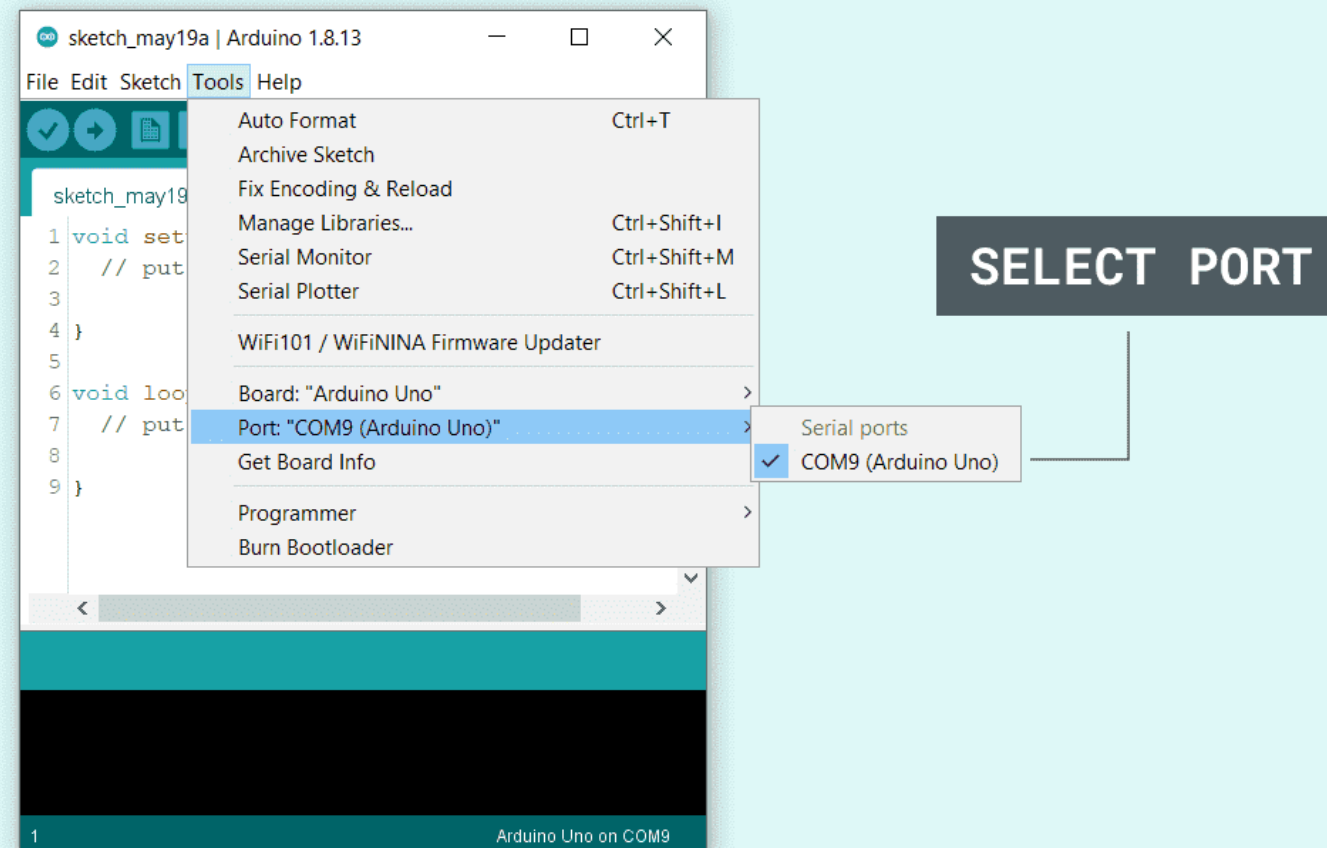 sketch_may19a | Arduino 1.8.13
File Edit Sketch Tools Help
Auto Format Ctrl+T
Archive Sketch
Fix Encoding & Reload
Manage Libraries... Ctrl+Shift+I
Serial Monitor Ctrl+Shift+M
Serial Plotter Ctrl+Shift+L
WiFi101 / WiFiNINA Firmware Updater
Board: "Arduino Uno"
Port: "COM9 (Arduino Uno)"
Get Board Info
Programmer
Burn Bootloader
Serial ports
COM9 (Arduino Uno)
SELECT PORT
sketch_may19
1 void set
2 // put
3
4 }
5
6 void loo
7 // put
8
9 }
1 Arduino Uno on COM9